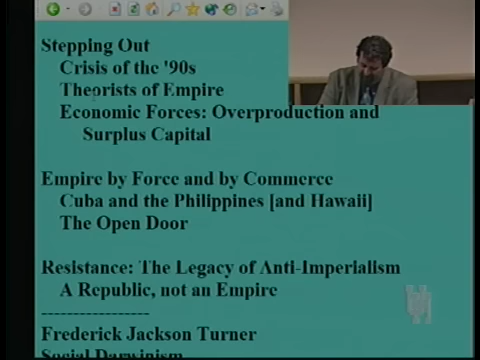 Stepping Out
Crisis of the '90s
Theorists of Empire
Economic Forces: Overproduction and
Surplus Capital
Empire by Force and by Commerce
Cuba and the Philippines [and Hawaii]
The Open Door
Resistance: The Legacy of Anti-Imperialism
A Republic, not an Empire
-----------------
Frederick Jackson Turner
Social Darwinism